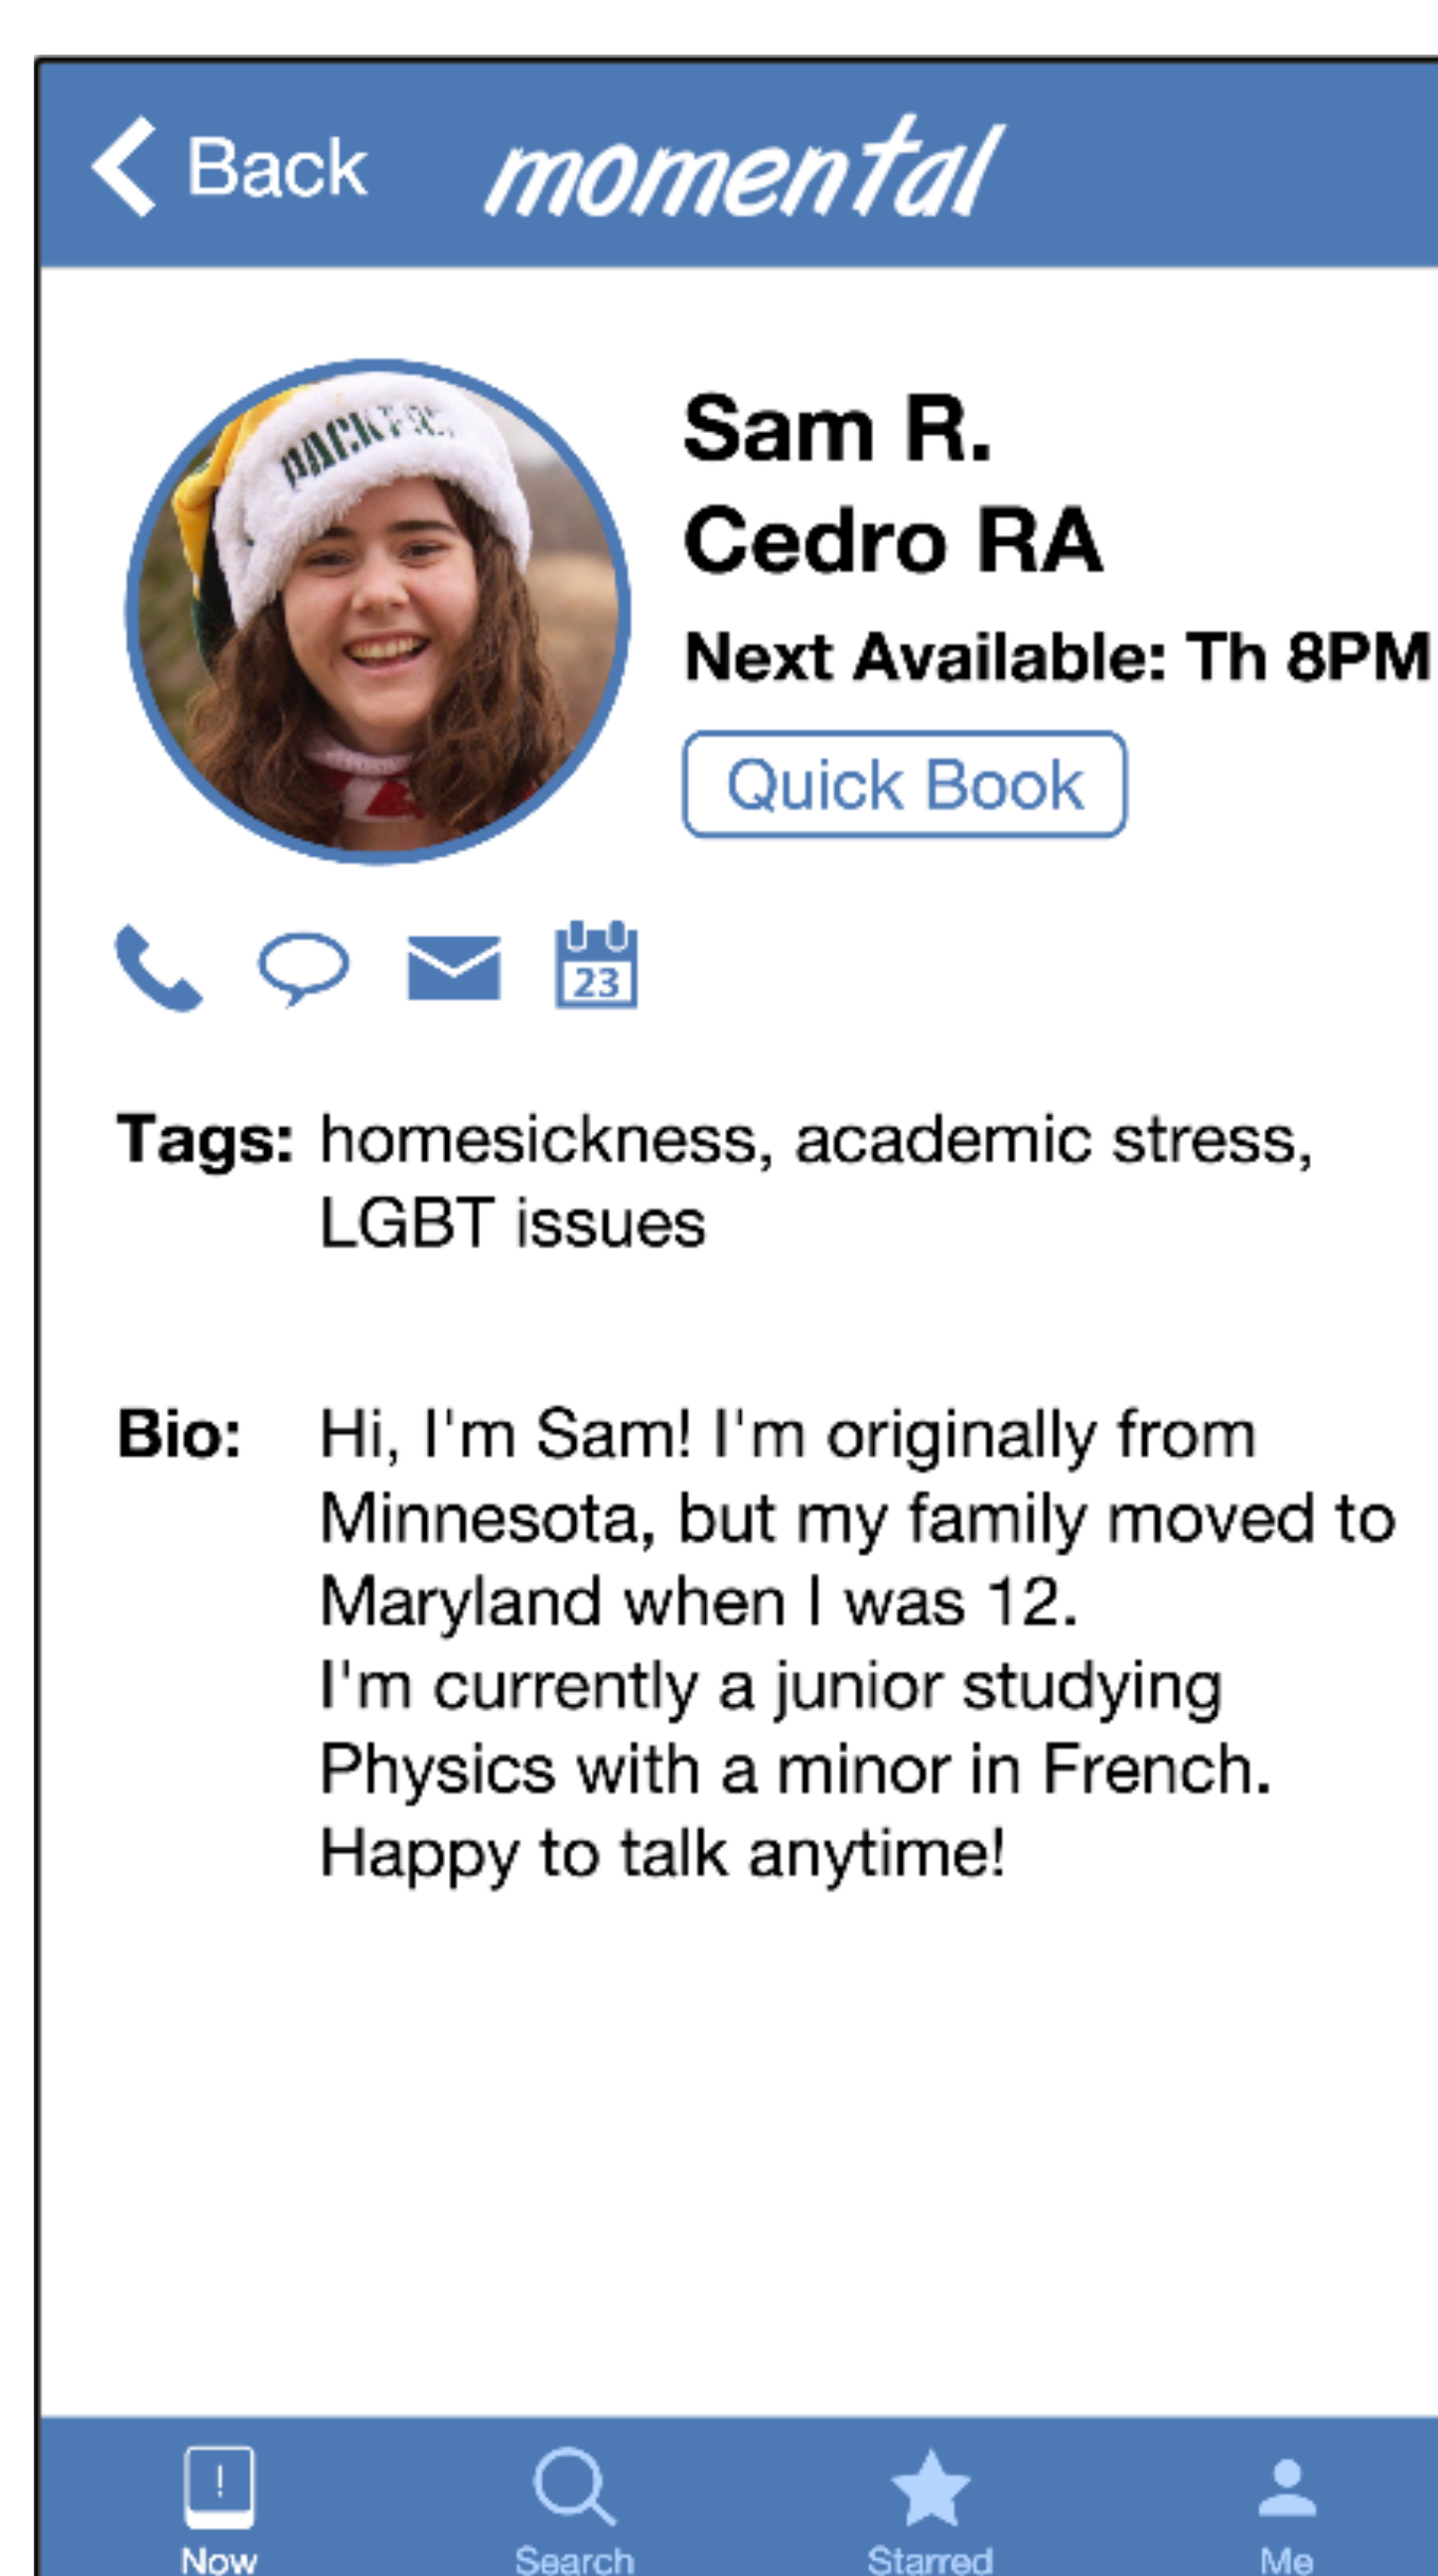 Back momental
PACKERS
Sam R.
Cedro RA
Next Available: Th 8PM
Quick Book
23
Tags: homesickness, academic stress,
LGBT issues
Bio: Hi, I'm Sam! I'm originally from
Minnesota, but my family moved to
Maryland when I was 12.
I'm currently a junior studying
Physics with a minor in French.
Happy to talk anytime!
!
Now Search Starred Me